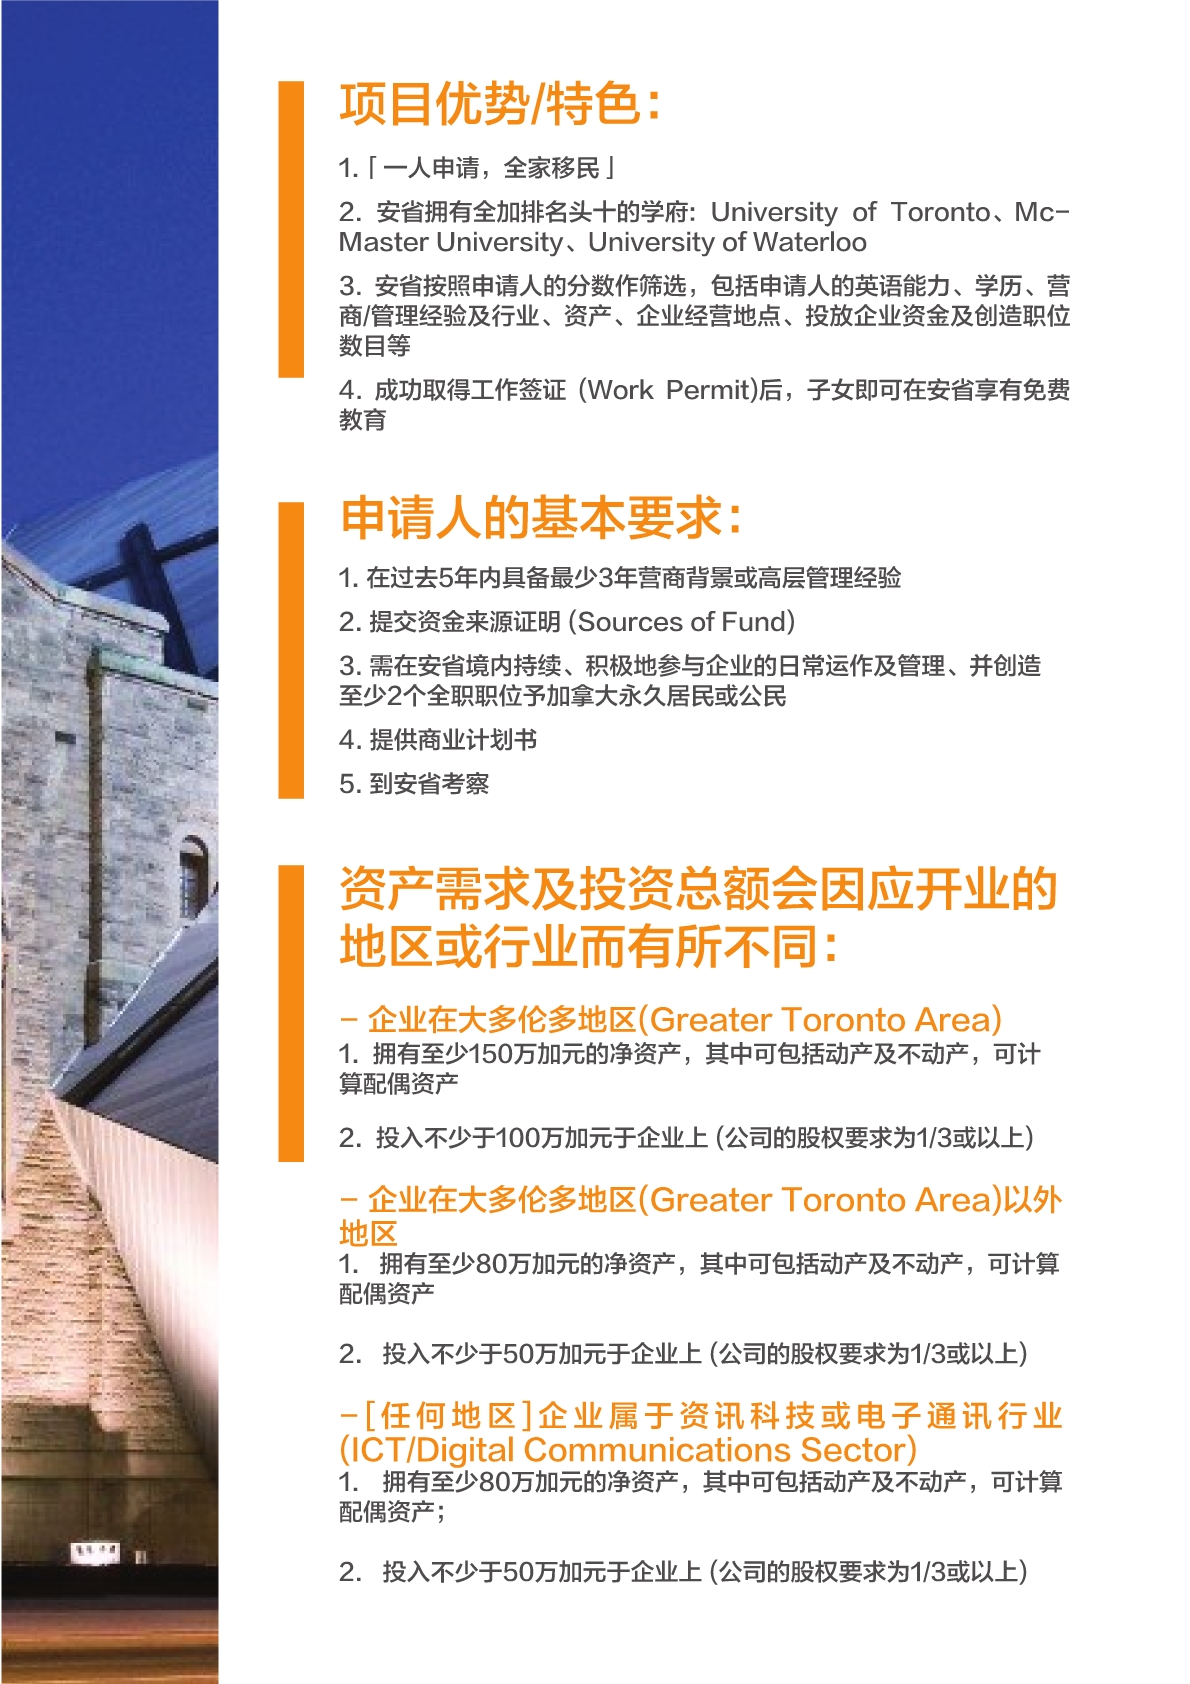 项目优势/特色：
1.「一人申请，全家移民」
2. 安省拥有全加排名头十的学府: University of Toronto、Mc-
Master University、University of Waterloo
3. 安省按照申请人的分数作筛选，包括申请人的英语能力、学历、营
商/管理经验及行业、资产、企业经营地点、投放企业资金及创造职位
数目等
4. 成功取得工作签证 (Work Permit)后，子女即可在安省享有免费
教育
申请人的基本要求：
1. 在过去5年内具备最少3年营商背景或高层管理经验
2. 提交资金来源证明 (Sources of Fund)
3. 需在安省境内持续、积极地参与企业的日常运作及管理、并创造
至少2个全职职位予加拿大永久居民或公民
4. 提供商业计划书
5. 到安省考察
资产需求及投资总额会因应开业的
地区或行业而有所不同：
- 企业在大多伦多地区(Greater Toronto Area)
1. 拥有至少150万加元的净资产，其中可包括动产及不动产，可计
算配偶资产
2. 投入不少于100万加元于企业上 (公司的股权要求为1/3或以上)
- 企业在大多伦多地区(Greater Toronto Area)以外
地区
1. 拥有至少80万加元的净资产，其中可包括动产及不动产，可计算
配偶资产
2. 投入不少于50万加元于企业上 (公司的股权要求为1/3或以上)
-[任何地区]企业属于资讯科技或电子通讯行业
(ICT/Digital Communications Sector)
1. 拥有至少80万加元的净资产，其中可包括动产及不动产，可计算
配偶资产；
2. 投入不少于50万加元于企业上 (公司的股权要求为1/3或以上)